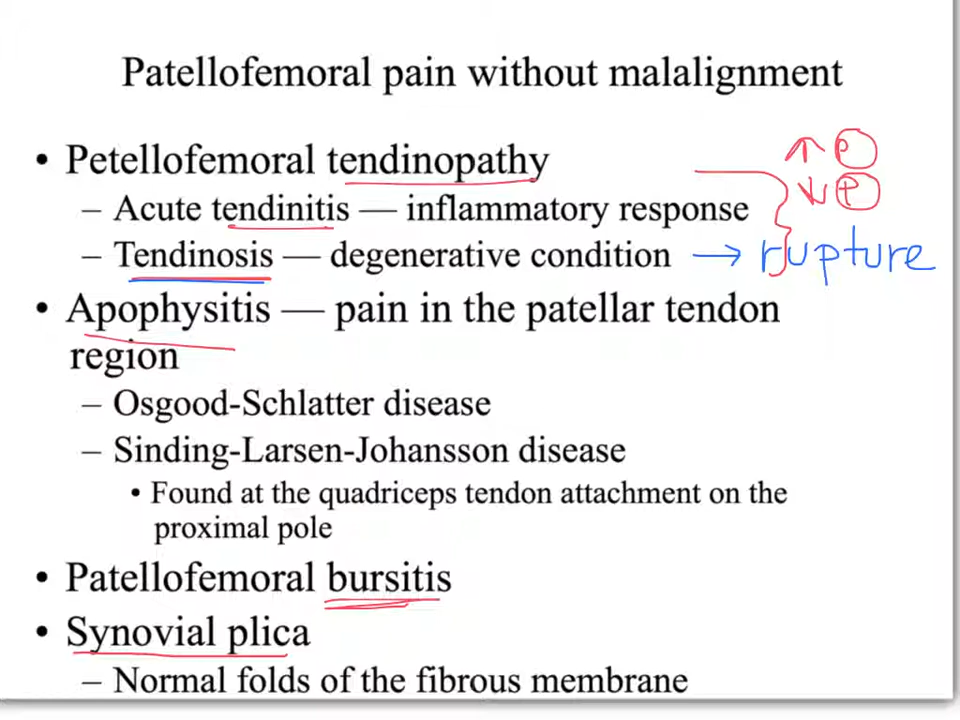 Patellofemoral pain without malalignment
• Petellofemoral tendinopathy
↑ P
↓ P
– Acute tendinitis — inflammatory response
– Tendinosis — degenerative condition → rupture
• Apophysitis — pain in the patellar tendon
region
– Osgood-Schlatter disease
– Sinding-Larsen-Johansson disease
• Found at the quadriceps tendon attachment on the
proximal pole
• Patellofemoral bursitis
• Synovial plica
– Normal folds of the fibrous membrane